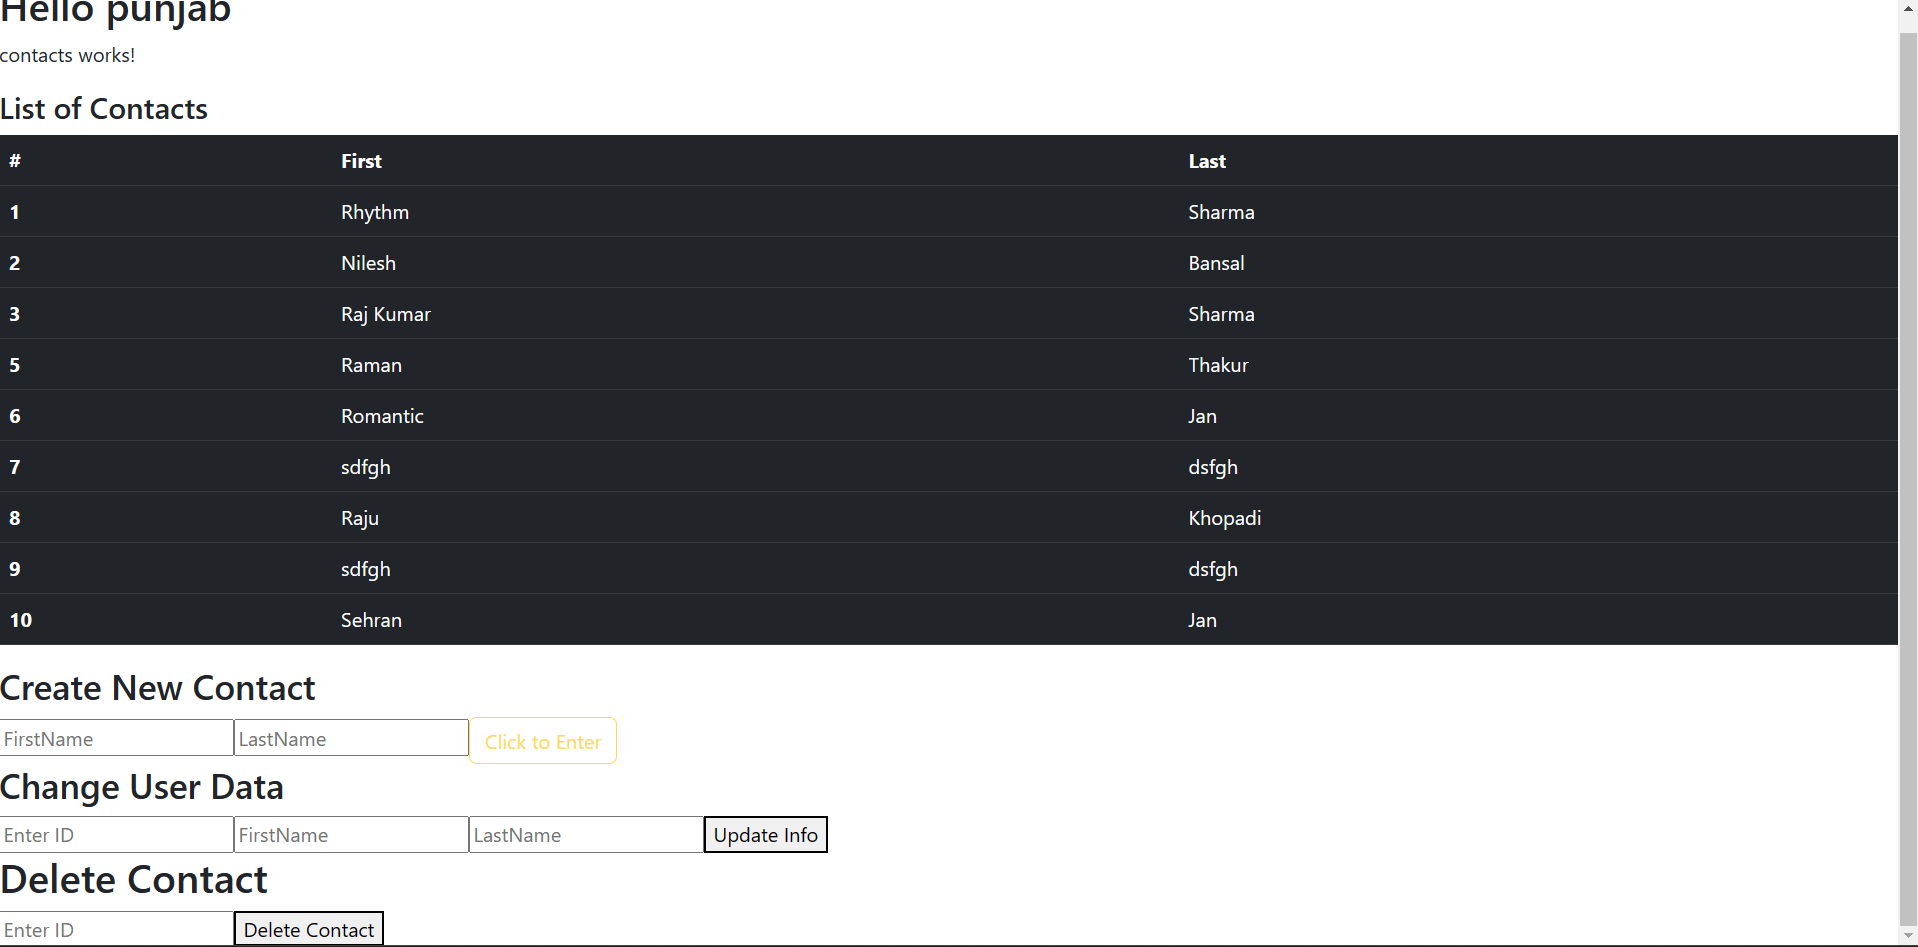 Hello punjab
contacts works!
List of Contacts
# First Last
1 Rhythm Sharma
2 Nilesh Bansal
3 Raj Kumar Sharma
5 Raman Thakur
6 Romantic Jan
7 sdfgh dsfgh
8 Raju Khopadi
9 sdfgh dsfgh
10 Sehran Jan
Create New Contact
FirstName LastName Click to Enter
Change User Data
Enter ID FirstName LastName Update Info
Delete Contact
Enter ID Delete Contact